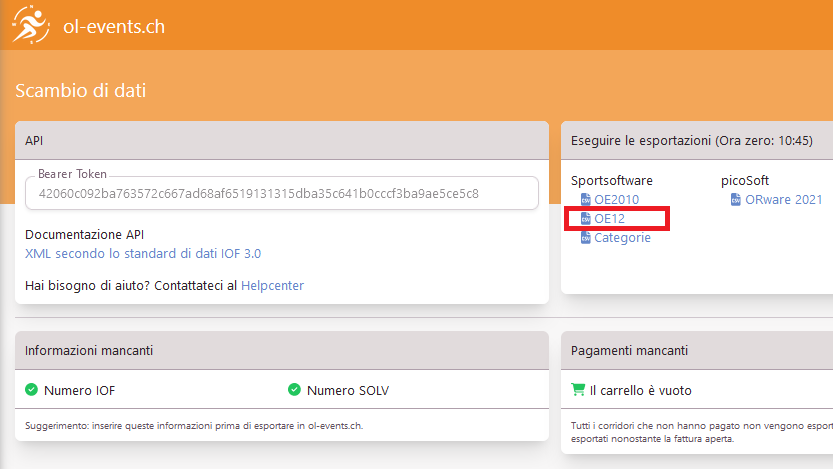 ol-events.ch
Scambio di dati
API
Bearer Token
42060c092ba763572c667ad68af6519131315dba35c641b0cccf3ba9ae5ce5c8
Documentazione API
XML secondo lo standard di dati IOF 3.0
Hai bisogno di aiuto? Contattateci al Helpcenter
Eseguire le esportazioni (Ora zero: 10:45)
Sportsoftware
OE2010
OE12
Categorie
picoSoft
ORware 2021
Informazioni mancanti
Numero IOF
Numero SOLV
Suggerimento: inserire queste informazioni prima di esportare in ol-events.ch.
Pagamenti mancanti
Il carrello è vuoto
Tutti i corridori che non hanno pagato non vengono esport
esportati nonostante la fattura aperta.